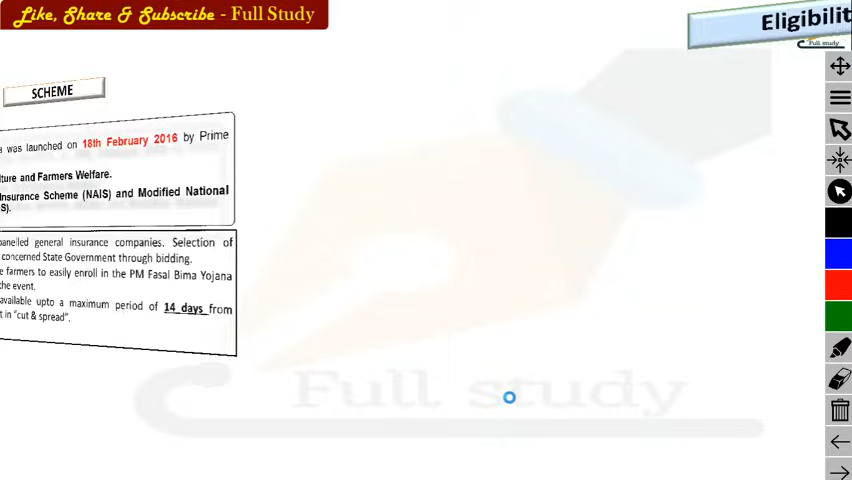 Like, Share & Subscribe - Full Study
Eligibilit
Full study
SCHEME
a was launched on 18th February 2016 by Prime
lture and Farmers Welfare.
Insurance Scheme (NAIS) and Modified National
S).
panelled general insurance companies. Selection of
concerned State Government through bidding.
e farmers to easily enroll in the PM Fasal Bima Yojana
the event.
available upto a maximum period of 14 days from
t in "cut & spread".
Full study